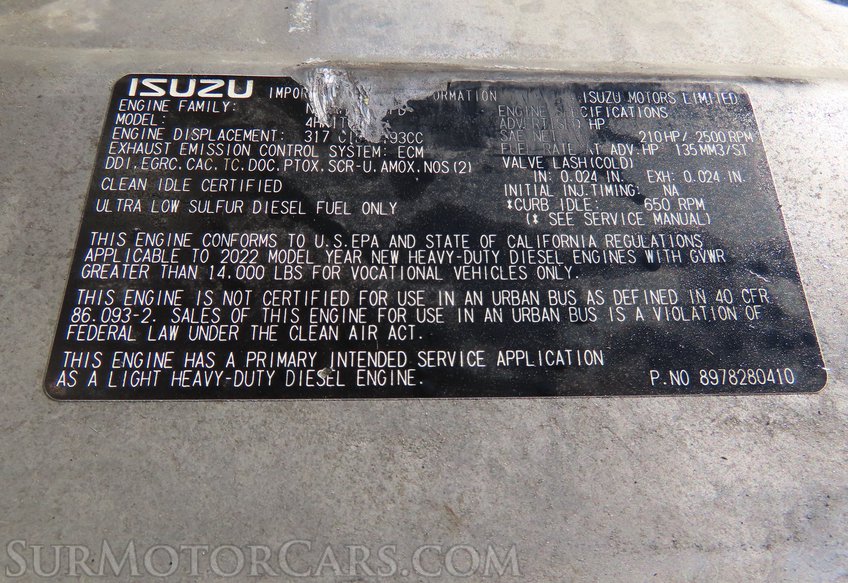 ISUZU IMPOR ORMATION ISUZU MOTORS LIMITED
ENGINE FAMILY: ENGINE SPECIFICATIONS
MODEL: ADVERTISED HP
SAE NET 210 HP/2500 RPM
ENGINE DISPLACEMENT: 317 93CC
FUEL RATE AT ADV.HP 135MM3/ST
EXHAUST EMISSION CONTROL SYSTEM: ECM
VALVE LASH(COLD)
DDI,EGRC,CAC,TC,DOC,PTOX,SCR-U,AMOX,NOS(2)
IN: 0.024 IN. EXH: 0.024 IN.
CLEAN IDLE CERTIFIED
INITIAL INJ.TIMING: NA
ULTRA LOW SULFUR DIESEL FUEL ONLY
*CURB IDLE: 650 RPM
(* SEE SERVICE MANUAL)
THIS ENGINE CONFORMS TO U.S.EPA AND STATE OF CALIFORNIA REGULATIONS
APPLICABLE TO 2022 MODEL YEAR NEW HEAVY-DUTY DIESEL ENGINES WITH GVWR
GREATER THAN 14,000 LBS FOR VOCATIONAL VEHICLES ONLY.
THIS ENGINE IS NOT CERTIFIED FOR USE IN AN URBAN BUS AS DEFINED IN 40 CFR
86.093-2. SALES OF THIS ENGINE FOR USE IN AN URBAN BUS IS A VIOLATION OF
FEDERAL LAW UNDER THE CLEAN AIR ACT.
THIS ENGINE HAS A PRIMARY INTENDED SERVICE APPLICATION
AS A LIGHT HEAVY-DUTY DIESEL ENGINE. P.NO 8978280410
SurMotorCars.com